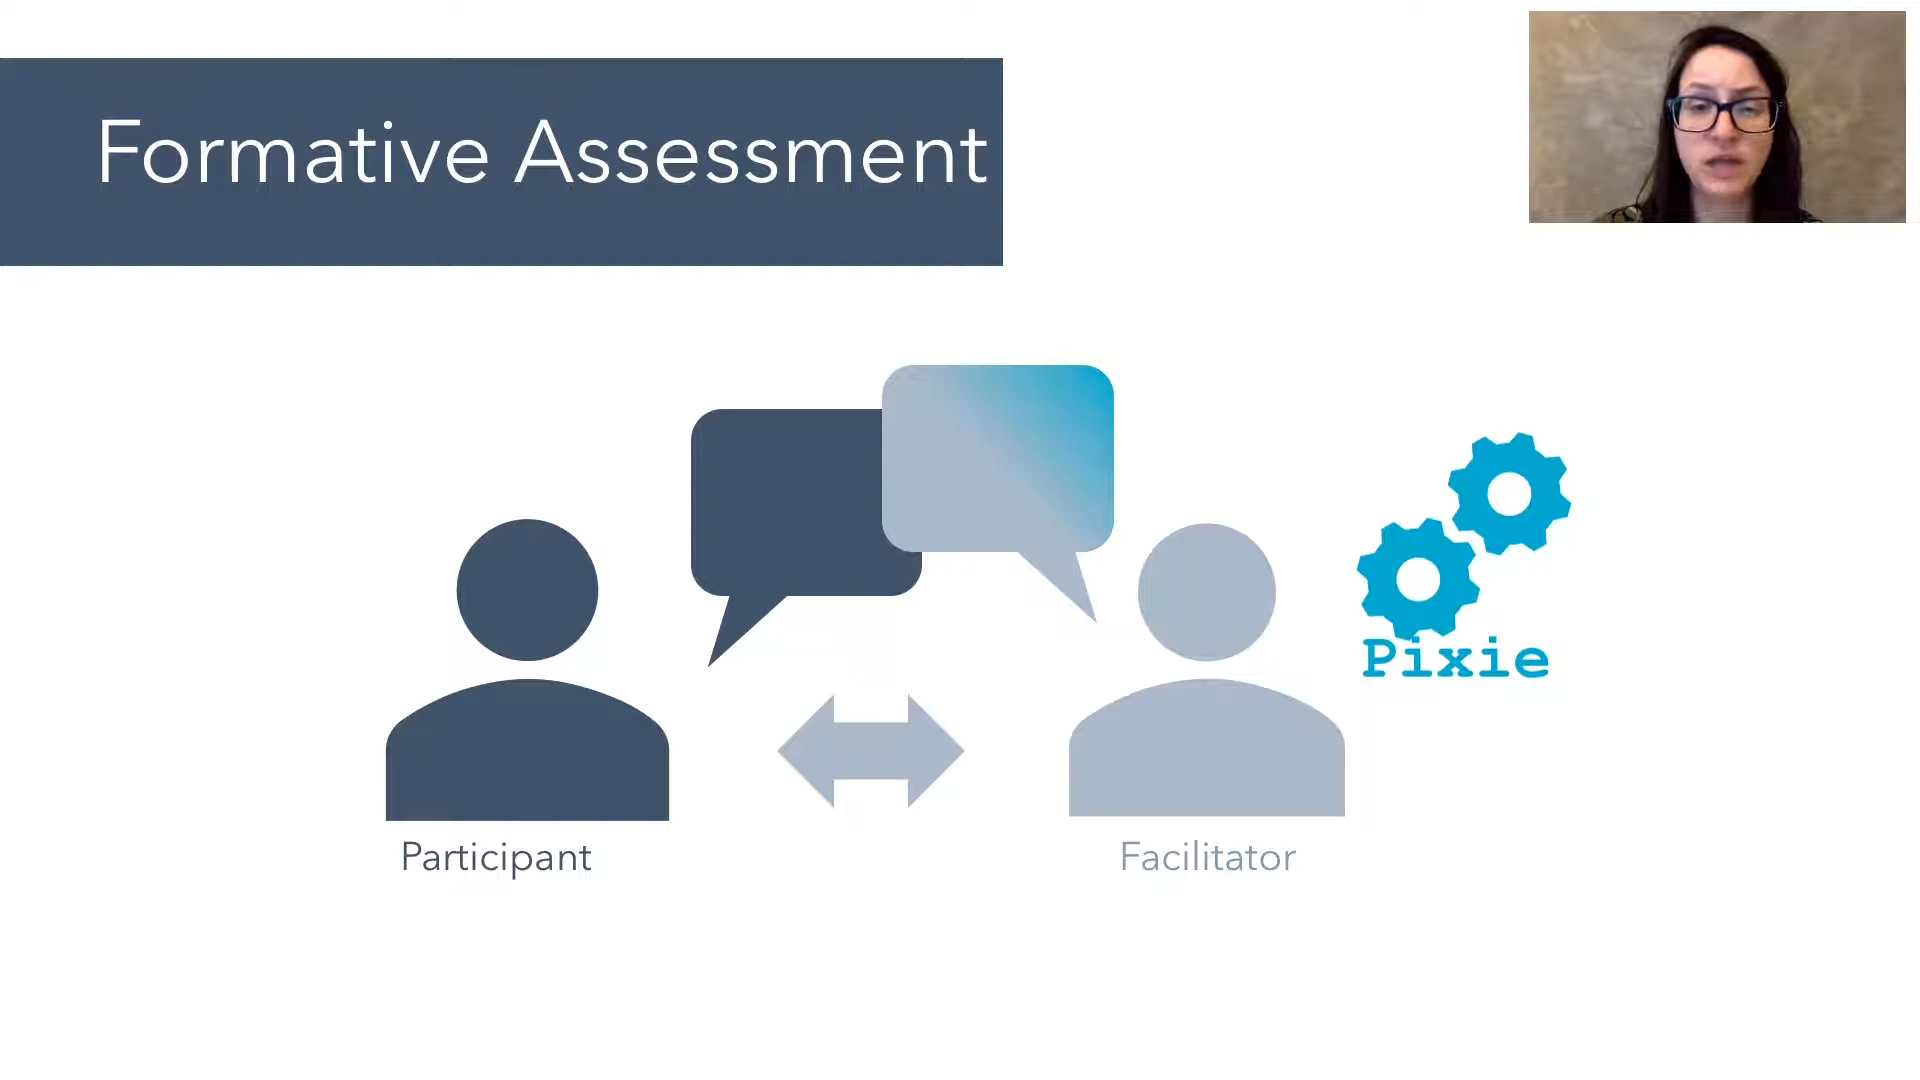 Formative Assessment
Pixie
Participant
Facilitator